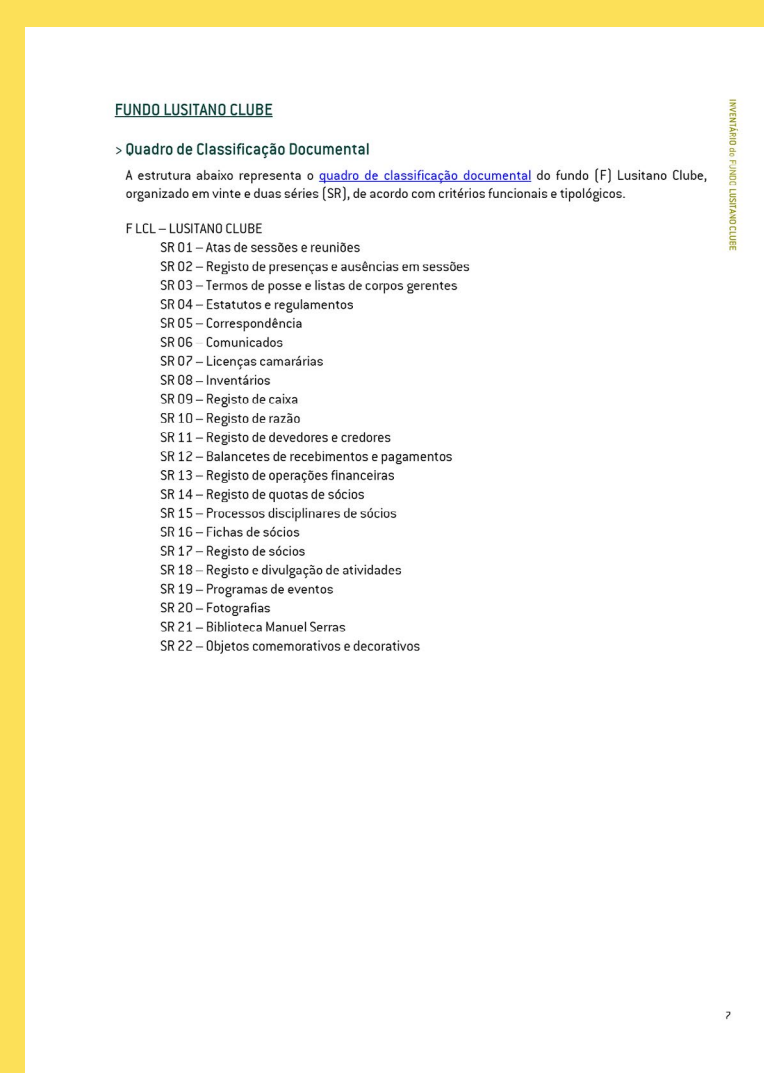 FUNDO LUSITANO CLUBE
> Quadro de Classificação Documental
A estrutura abaixo representa o quadro de classificação documental do fundo (F) Lusitano Clube,
organizado em vinte e duas séries (SR), de acordo com critérios funcionais e tipológicos.
F LCL – LUSITANO CLUBE
SR 01 – Atas de sessões e reuniões
SR 02 – Registo de presenças e ausências em sessões
SR 03 – Termos de posse e listas de corpos gerentes
SR 04 – Estatutos e regulamentos
SR 05 – Correspondência
SR 06 – Comunicados
SR 07 – Licenças camarárias
SR 08 – Inventários
SR 09 – Registo de caixa
SR 10 – Registo de razão
SR 11 – Registo de devedores e credores
SR 12 – Balancetes de recebimentos e pagamentos
SR 13 – Registo de operações financeiras
SR 14 – Registo de quotas de sócios
SR 15 – Processos disciplinares de sócios
SR 16 – Fichas de sócios
SR 17 – Registo de sócios
SR 18 – Registo e divulgação de atividades
SR 19 – Programas de eventos
SR 20 – Fotografias
SR 21 – Biblioteca Manuel Serras
SR 22 – Objetos comemorativos e decorativos
INVENTÁRIO do FUNDO LUSITANO CLUBE
7